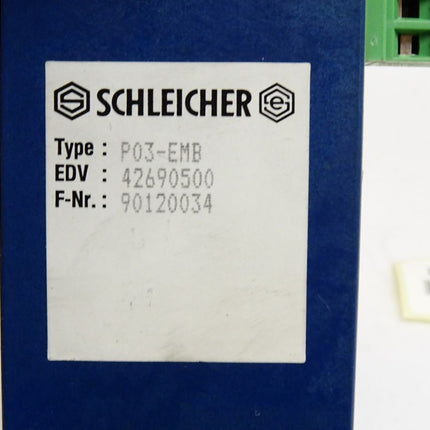 SCHLEICHER
Type : P03-EMB
EDV : 42690500
F-Nr.: 90120034